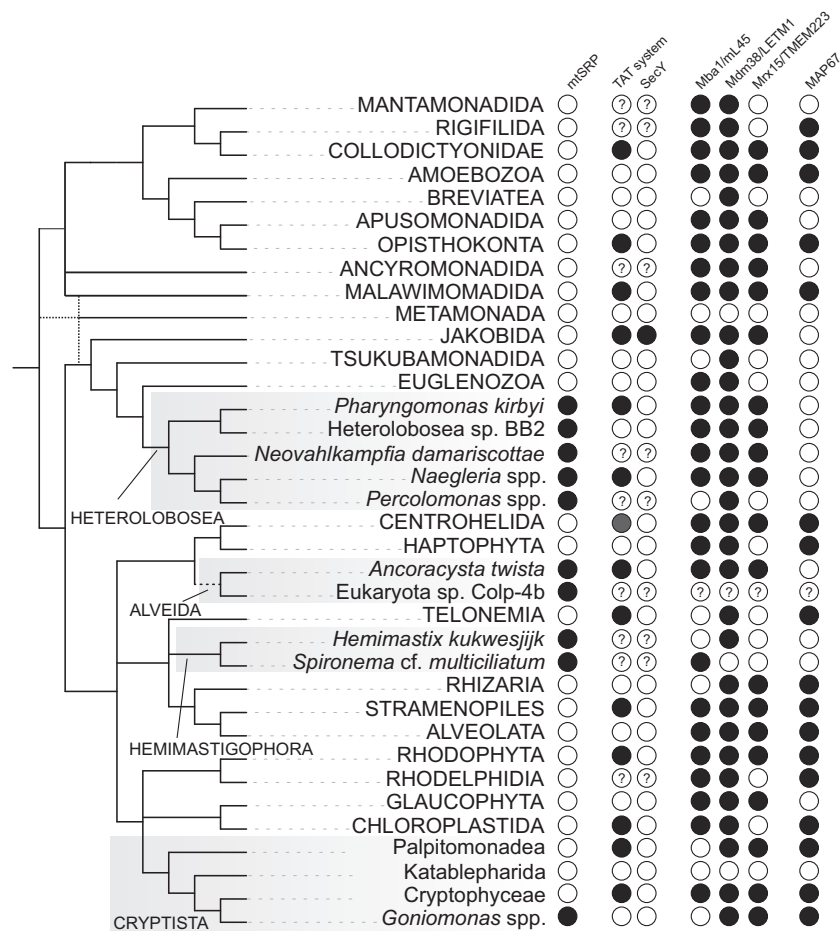 mtSRP
TAT system
SecY
Mba1/mL45
Mdm38/LETM1
Mrx15/TMEM223
MAP67
MANTAMONADIDA ? ?
RIGIFILIDA ? ?
COLLODICTYONIDAE
AMOEBOZOA
BREVIATEA
APUSOMONADIDA
OPISTHOKONTA
ANCYROMONADIDA ? ?
MALAWIMOMADIDA
METAMONADA
JAKOBIDA
TSUKUBAMONADIDA
EUGLENOZOA
Pharyngomonas kirbyi
Heterolobosea sp. BB2
Neovahlkampfia damariscottae ? ?
Naegleria spp.
Percolomonas spp. ? ?
HETEROLOBOSEA
CENTROHELIDA
HAPTOPHYTA
Ancoracysta twista
Eukaryota sp. Colp-4b ? ? ? ? ? ?
ALVEIDA
TELONEMIA
Hemimastix kukwesjijk ? ?
Spironema cf. multiciliatum ? ?
RHIZARIA
STRAMENOPILES
ALVEOLATA
HEMIMASTIGOPHORA
RHODOPHYTA
RHODELPHIDIA ? ?
GLAUCOPHYTA
CHLOROPLASTIDA
Palpitomonadea
Katablepharida
Cryptophyceae
Goniomonas spp.
CRYPTISTA